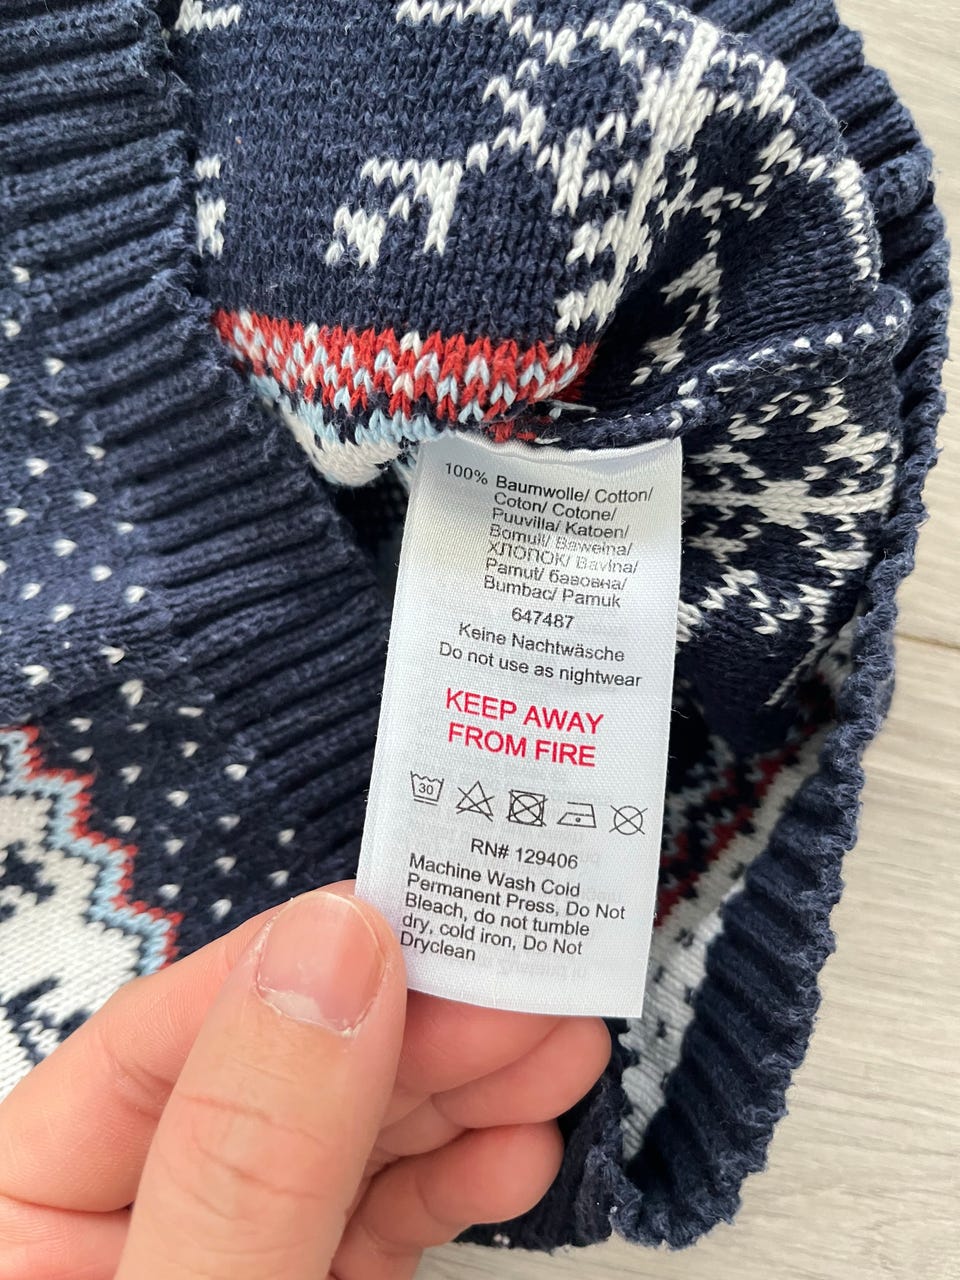 100% Baumwolle/ Cotton/
Coton/ Cotone/
Puuvilla/ Katoen/
Bomull/ Bawełna/
ХЛОПОК/ Bavlna/
Pamut/ бавовна/
Bumbac/ Pamuk
647487
Keine Nachtwäsche
Do not use as nightwear
KEEP AWAY
FROM FIRE
30
RN# 129406
Machine Wash Cold
Permanent Press, Do Not
Bleach, do not tumble
dry, cold iron, Do Not
Dryclean